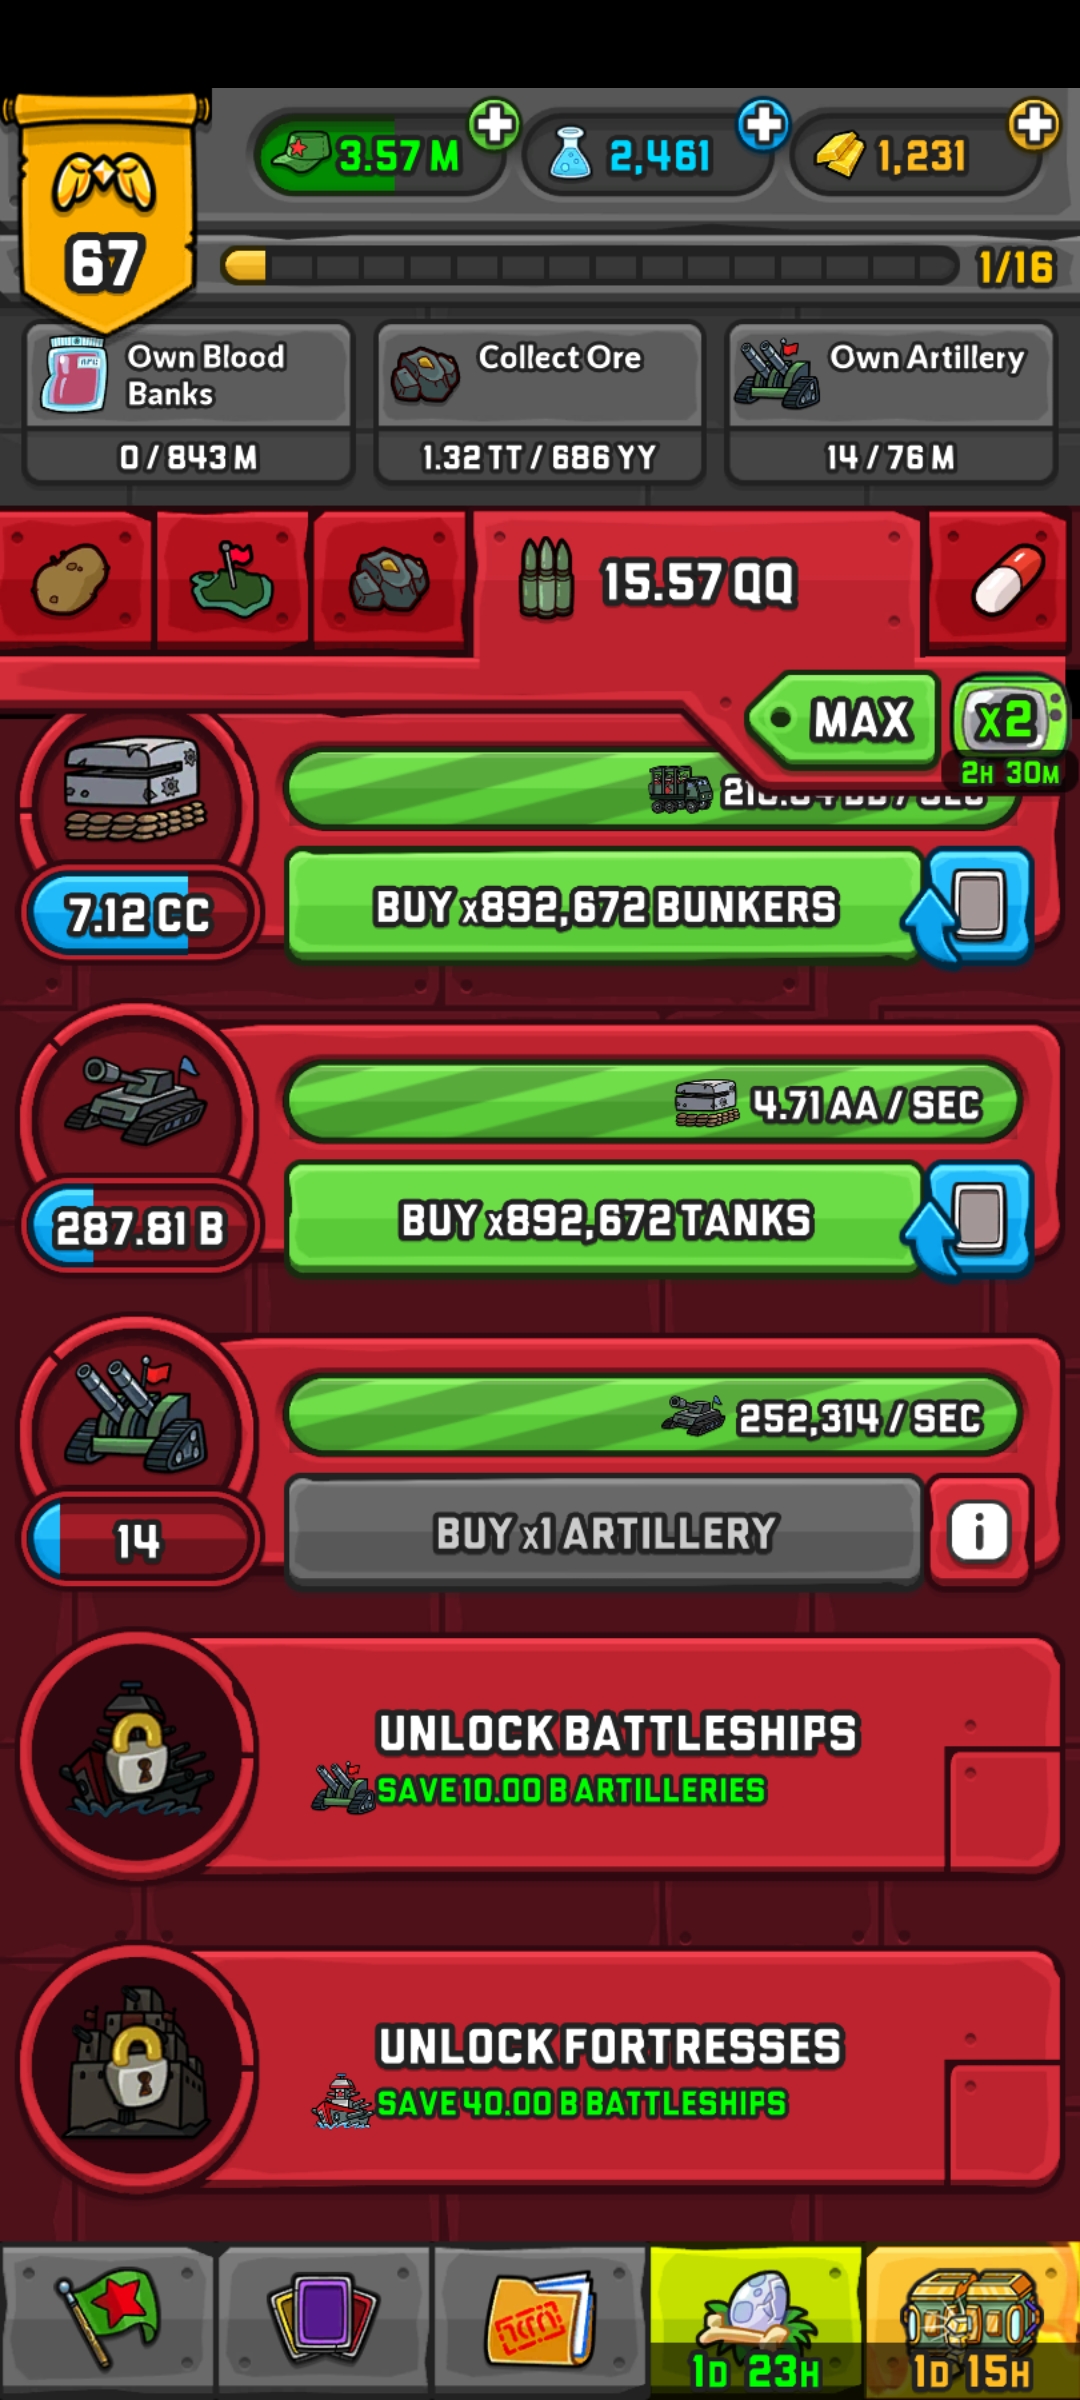 3.57 M
2,461
1,231
67
1/16
Own Blood
Banks
Collect Ore
Own Artillery
0 / 843 M
1.32 TT / 686 YY
14 / 76 M
15.57 QQ
MAX
x2
2H 30M
7.12 CC
BUY x892,672 BUNKERS
4.71 AA / SEC
287.81 B
BUY x892,672 TANKS
252,314 / SEC
14
BUY x1 ARTILLERY
i
UNLOCK BATTLESHIPS
SAVE 10.00 B ARTILLERIES
UNLOCK FORTRESSES
SAVE 40.00 B BATTLESHIPS
1D 23H
1D 15H